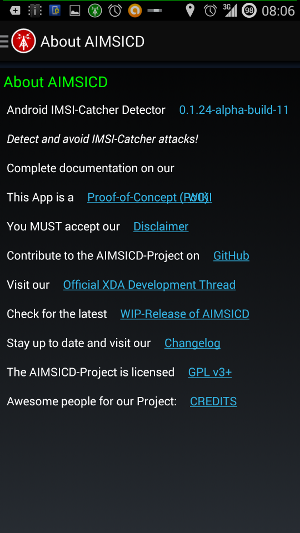 3G 98 08:06
About AIMSICD
About AIMSICD
Android IMSI-Catcher Detector 0.1.24-alpha-build-11
Detect and avoid IMSI-Catcher attacks!
Complete documentation on our WIKI
This App is a Proof-of-Concept (PoC)
You MUST accept our Disclaimer
Contribute to the AIMSICD-Project on GitHub
Visit our Official XDA Development Thread
Check for the latest WIP-Release of AIMSICD
Stay up to date and visit our Changelog
The AIMSICD-Project is licensed GPL v3+
Awesome people for our Project: CREDITS